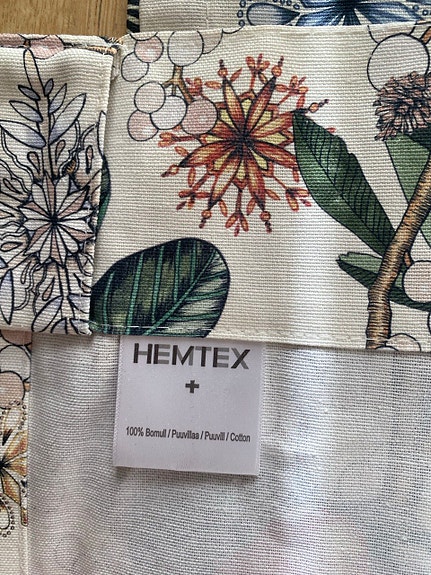 HEMTEX
+
100% Bomull / Puuvillaa / Puuvill / Cotton